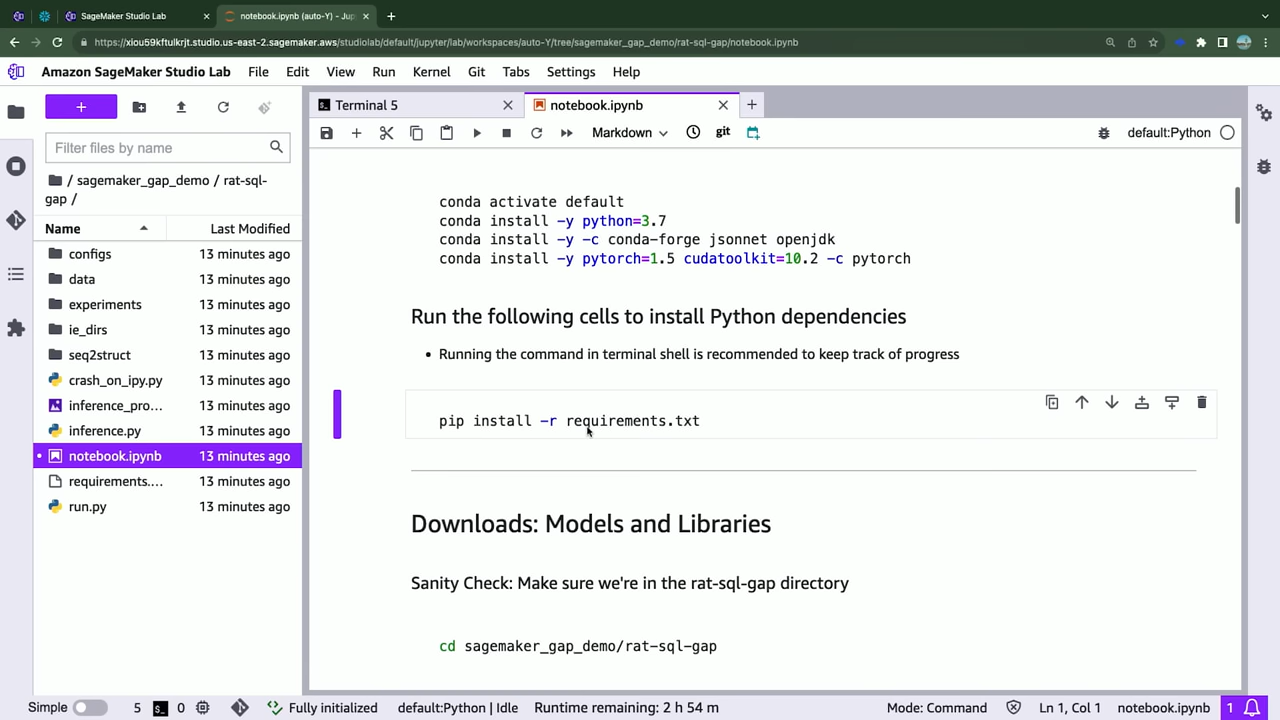 SageMaker Studio Lab
notebook.ipynb (auto-Y) - Jup
https://xiou59kftulkrjt.studio.us-east-2.sagemaker.aws/studiolab/default/jupyter/lab/workspaces/auto-Y/tree/sagemaker_gap_demo/rat-sql-gap/notebook.ipynb
Amazon SageMaker Studio Lab File Edit View Run Kernel Git Tabs Settings Help
Terminal 5
notebook.ipynb
Markdown
git
default:Python
Filter files by name
/ sagemaker_gap_demo / rat-sql-
gap /
Name Last Modified
configs 13 minutes ago
data 13 minutes ago
experiments 13 minutes ago
ie_dirs 13 minutes ago
seq2struct 13 minutes ago
crash_on_ipy.py 13 minutes ago
inference_pro... 13 minutes ago
inference.py 13 minutes ago
notebook.ipynb 13 minutes ago
requirements.... 13 minutes ago
run.py 13 minutes ago
conda activate default
conda install -y python=3.7
conda install -y -c conda-forge jsonnet openjdk
conda install -y pytorch=1.5 cudatoolkit=10.2 -c pytorch
Run the following cells to install Python dependencies
• Running the command in terminal shell is recommended to keep track of progress
pip install -r requirements.txt
Downloads: Models and Libraries
Sanity Check: Make sure we're in the rat-sql-gap directory
cd sagemaker_gap_demo/rat-sql-gap
Simple 5 0 Fully initialized default:Python | Idle Runtime remaining: 2 h 54 m Mode: Command Ln 1, Col 1 notebook.ipynb 1